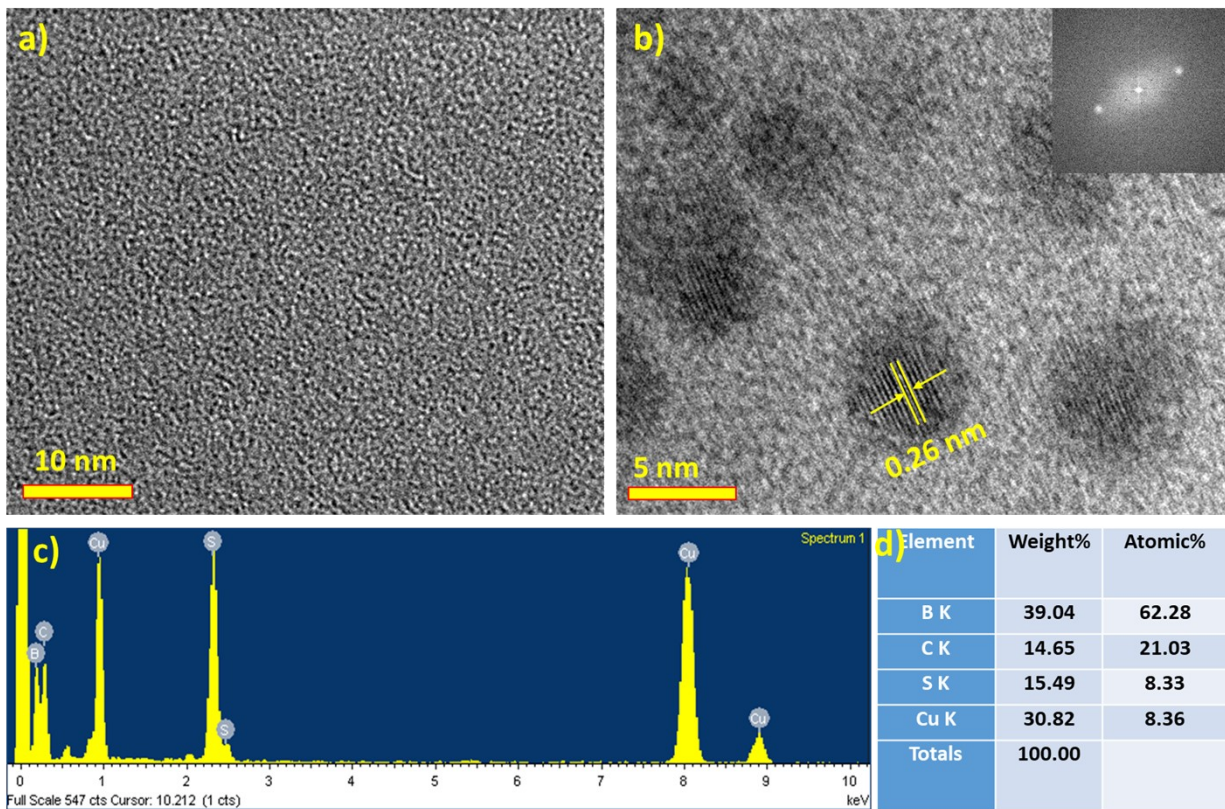 a)
10 nm
b)
0.26 nm
5 nm
c)
Spectrum 1
B
C
Cu
S
S
Cu
Cu
0 1 2 3 4 5 6 7 8 9 10
Full Scale 547 cts Cursor: 10.212 (1 cts) keV
d)
Element Weight% Atomic%
B K 39.04 62.28
C K 14.65 21.03
S K 15.49 8.33
Cu K 30.82 8.36
Totals 100.00